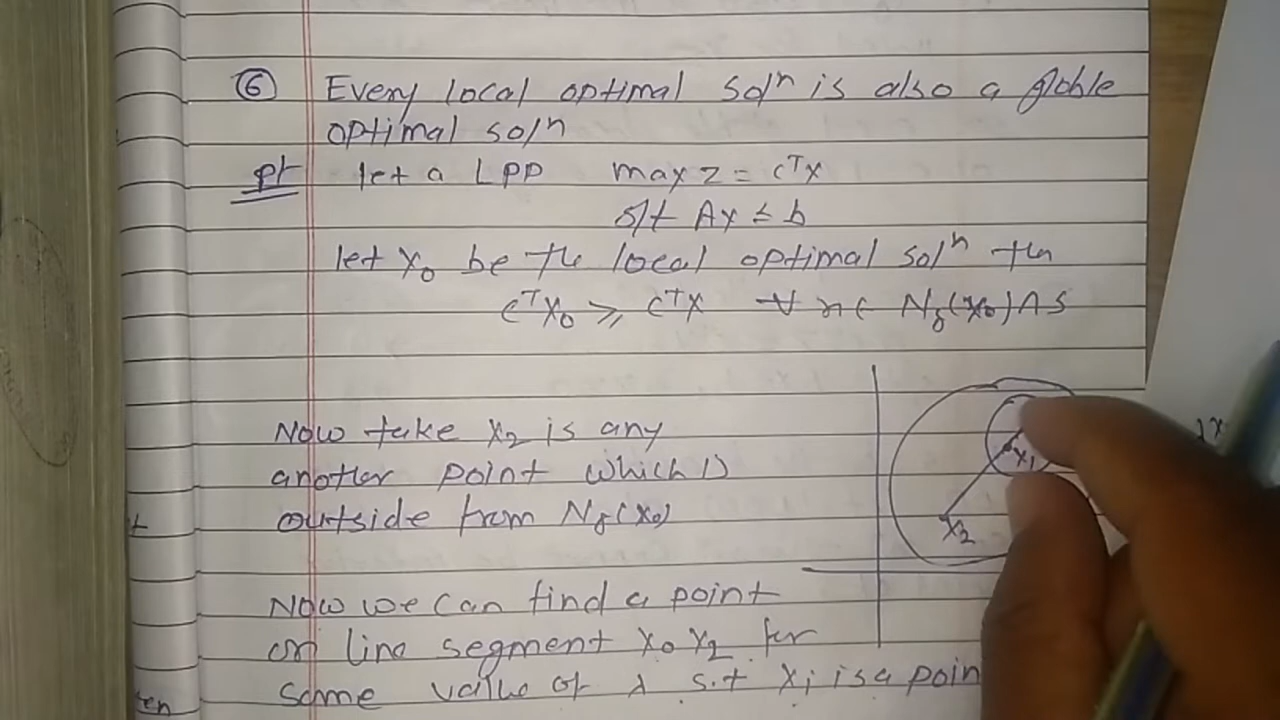 ⑥ Every local optimal solⁿ is also a globle
optimal soln
pf let a LPP max z = cᵀx
s/t Ax ≤ b
let x₀ be the local optimal solⁿ then
cᵀx₀ ⩾ cᵀx ∀ x ∈ N_δ(x₀)∩S
Now take x₂ is any
another point which is
outside from N_δ(x₀)
x₁
x₂
Now we can find a point
on line segment x₀x₂ for
some value of λ s.t x₁ is a poin